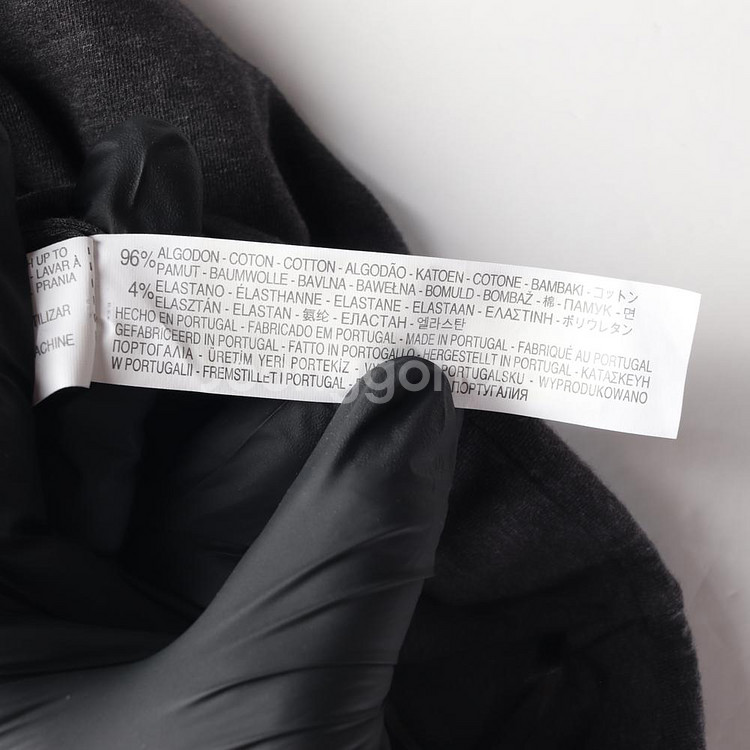 H UP TO
- LAVAR À
PRANIA
TILIZAR
ACHINE
96% ALGODON - COTON - COTTON - ALGODÃO - KATOEN - COTONE - BAMBAKI - コットン
PAMUT - BAUMWOLLE - BAVLNA - BAWEŁNA - BOMULD - BOMBAŽ - 棉 - ПАМУК - 면
4% ELASTANO - ÉLASTHANNE - ELASTANE - ELASTAAN - ΕΛΑΣΤΙΝΗ - ポリウレタン
ELASZTÁN - ELASTAN - 氨纶 - ЕЛАСТАН - 엘라스탄
HECHO EN PORTUGAL - FABRICADO EM PORTUGAL - MADE IN PORTUGAL - FABRIQUÉ AU PORTUGAL
GEFABRICEERD IN PORTUGAL - FATTO IN PORTOGALLO - HERGESTELLT IN PORTUGAL - ΚΑΤΑΣΚΕΥΗ
ΠΟΡΤΟΓΑΛΙΑ - ÜRETİM YERİ PORTEKİZ - V PORTUGALSKU - WYPRODUKOWANO
W PORTUGALII - FREMSTILLET I PORTUGAL - ПОРТУГАЛИЯ